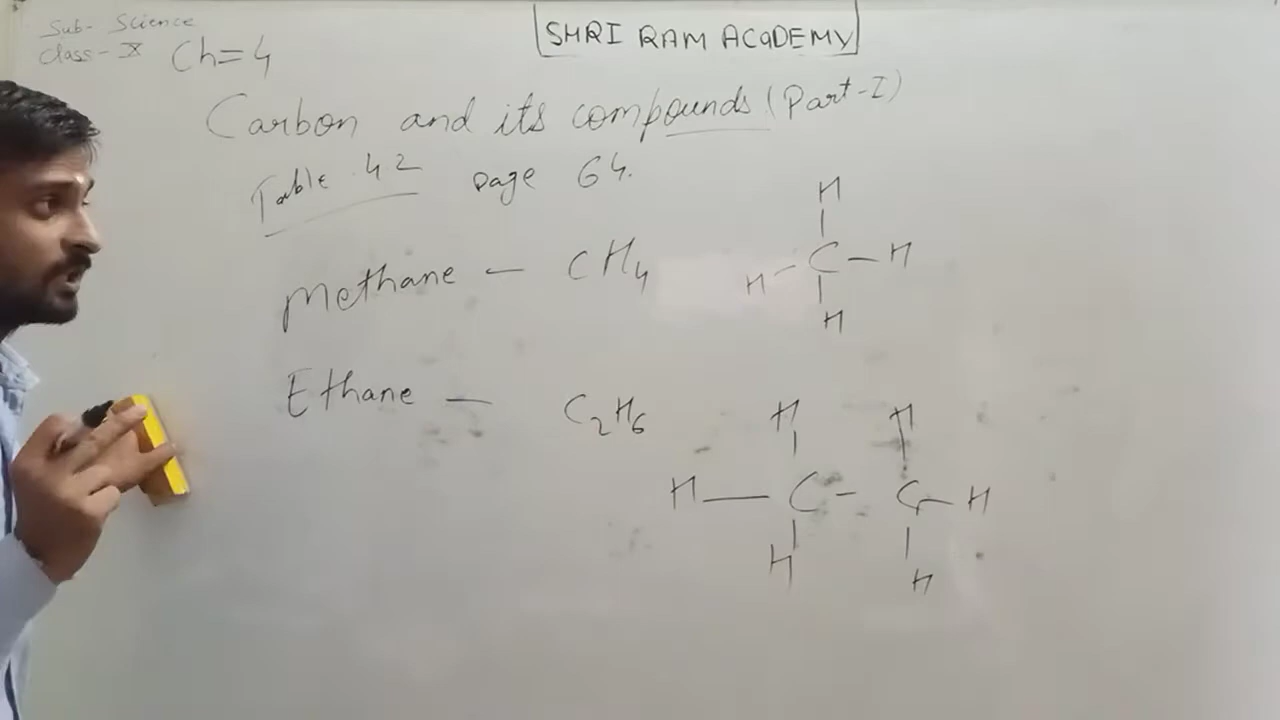 Sub- Science
SHRI RAM ACADEMY
Class- IX Ch=4
Carbon and its compounds (Part-I)
Table 4.2 page 64.
Methane — CH₄
H
H - C - H
H
Ethane — C₂H₆
H H
H — C - C - H
H H